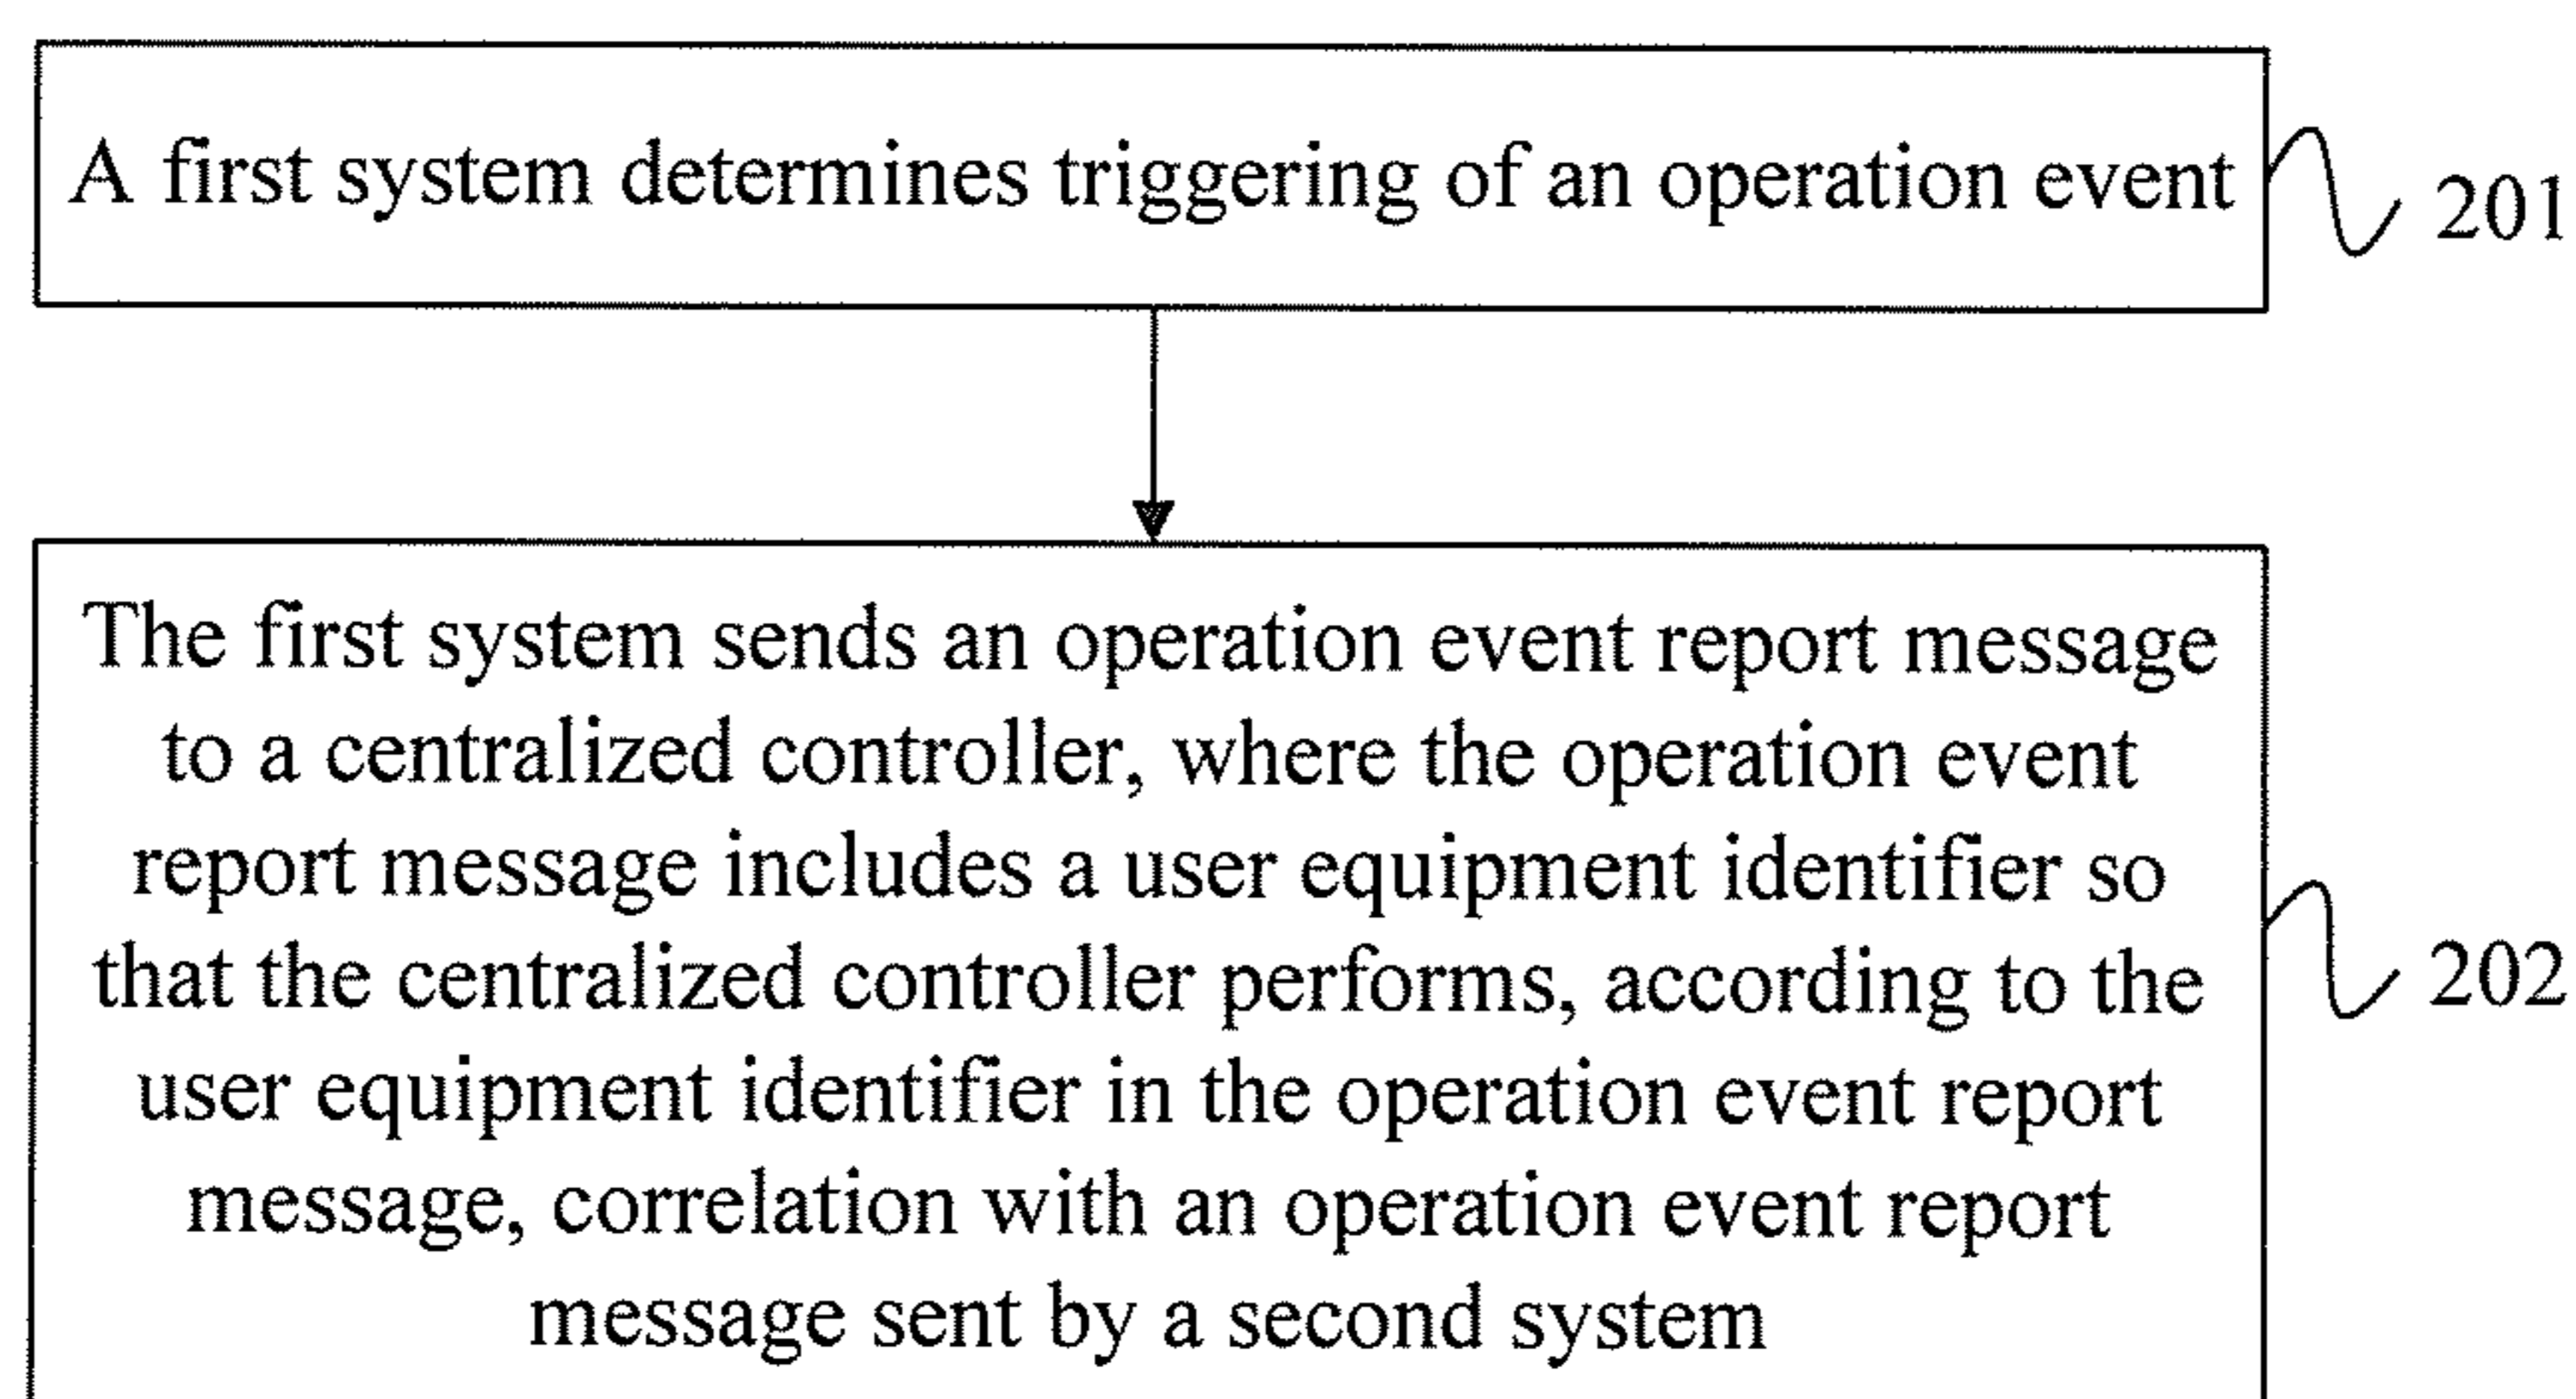 A first system determines triggering of an operation event
201
The first system sends an operation event report message
to a centralized controller, where the operation event
report message includes a user equipment identifier so
that the centralized controller performs, according to the
user equipment identifier in the operation event report
message, correlation with an operation event report
message sent by a second system
202